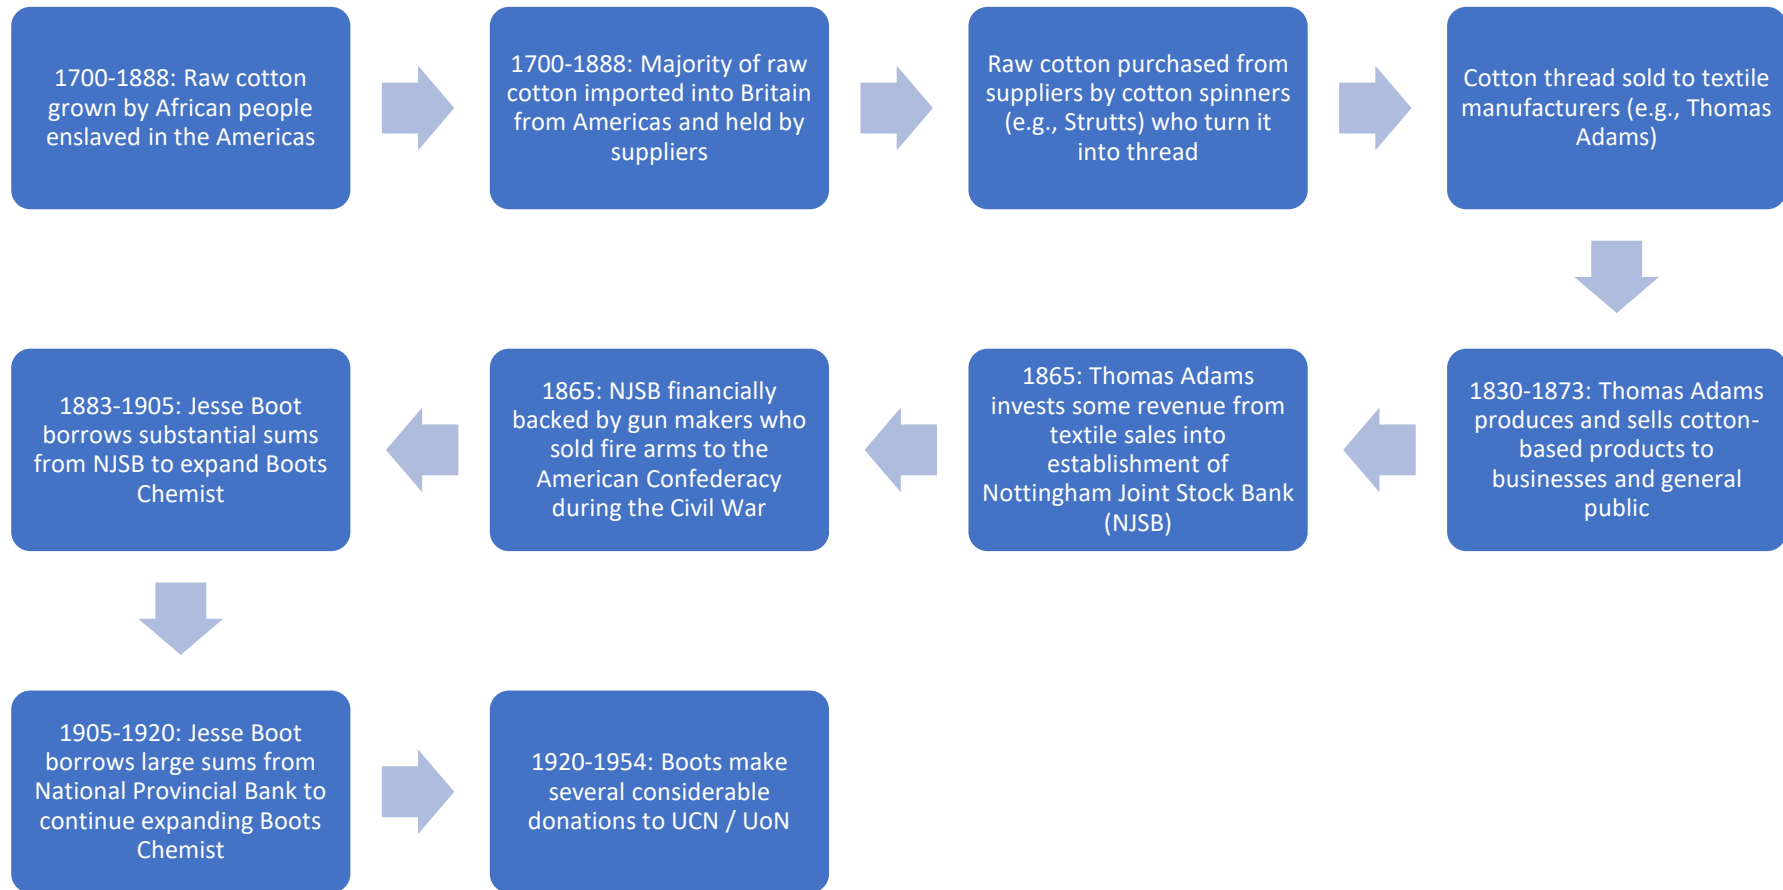 1700-1888: Raw cotton
grown by African people
enslaved in the Americas
1700-1888: Majority of raw
cotton imported into Britain
from Americas and held by
suppliers
Raw cotton purchased from
suppliers by cotton spinners
(e.g., Strutts) who turn it
into thread
Cotton thread sold to textile
manufacturers (e.g., Thomas
Adams)
1830-1873: Thomas Adams
produces and sells cotton-
based products to
businesses and general
public
1865: Thomas Adams
invests some revenue from
textile sales into
establishment of
Nottingham Joint Stock Bank
(NJSB)
1865: NJSB financially
backed by gun makers who
sold fire arms to the
American Confederacy
during the Civil War
1883-1905: Jesse Boot
borrows substantial sums
from NJSB to expand Boots
Chemist
1905-1920: Jesse Boot
borrows large sums from
National Provincial Bank to
continue expanding Boots
Chemist
1920-1954: Boots make
several considerable
donations to UCN / UoN